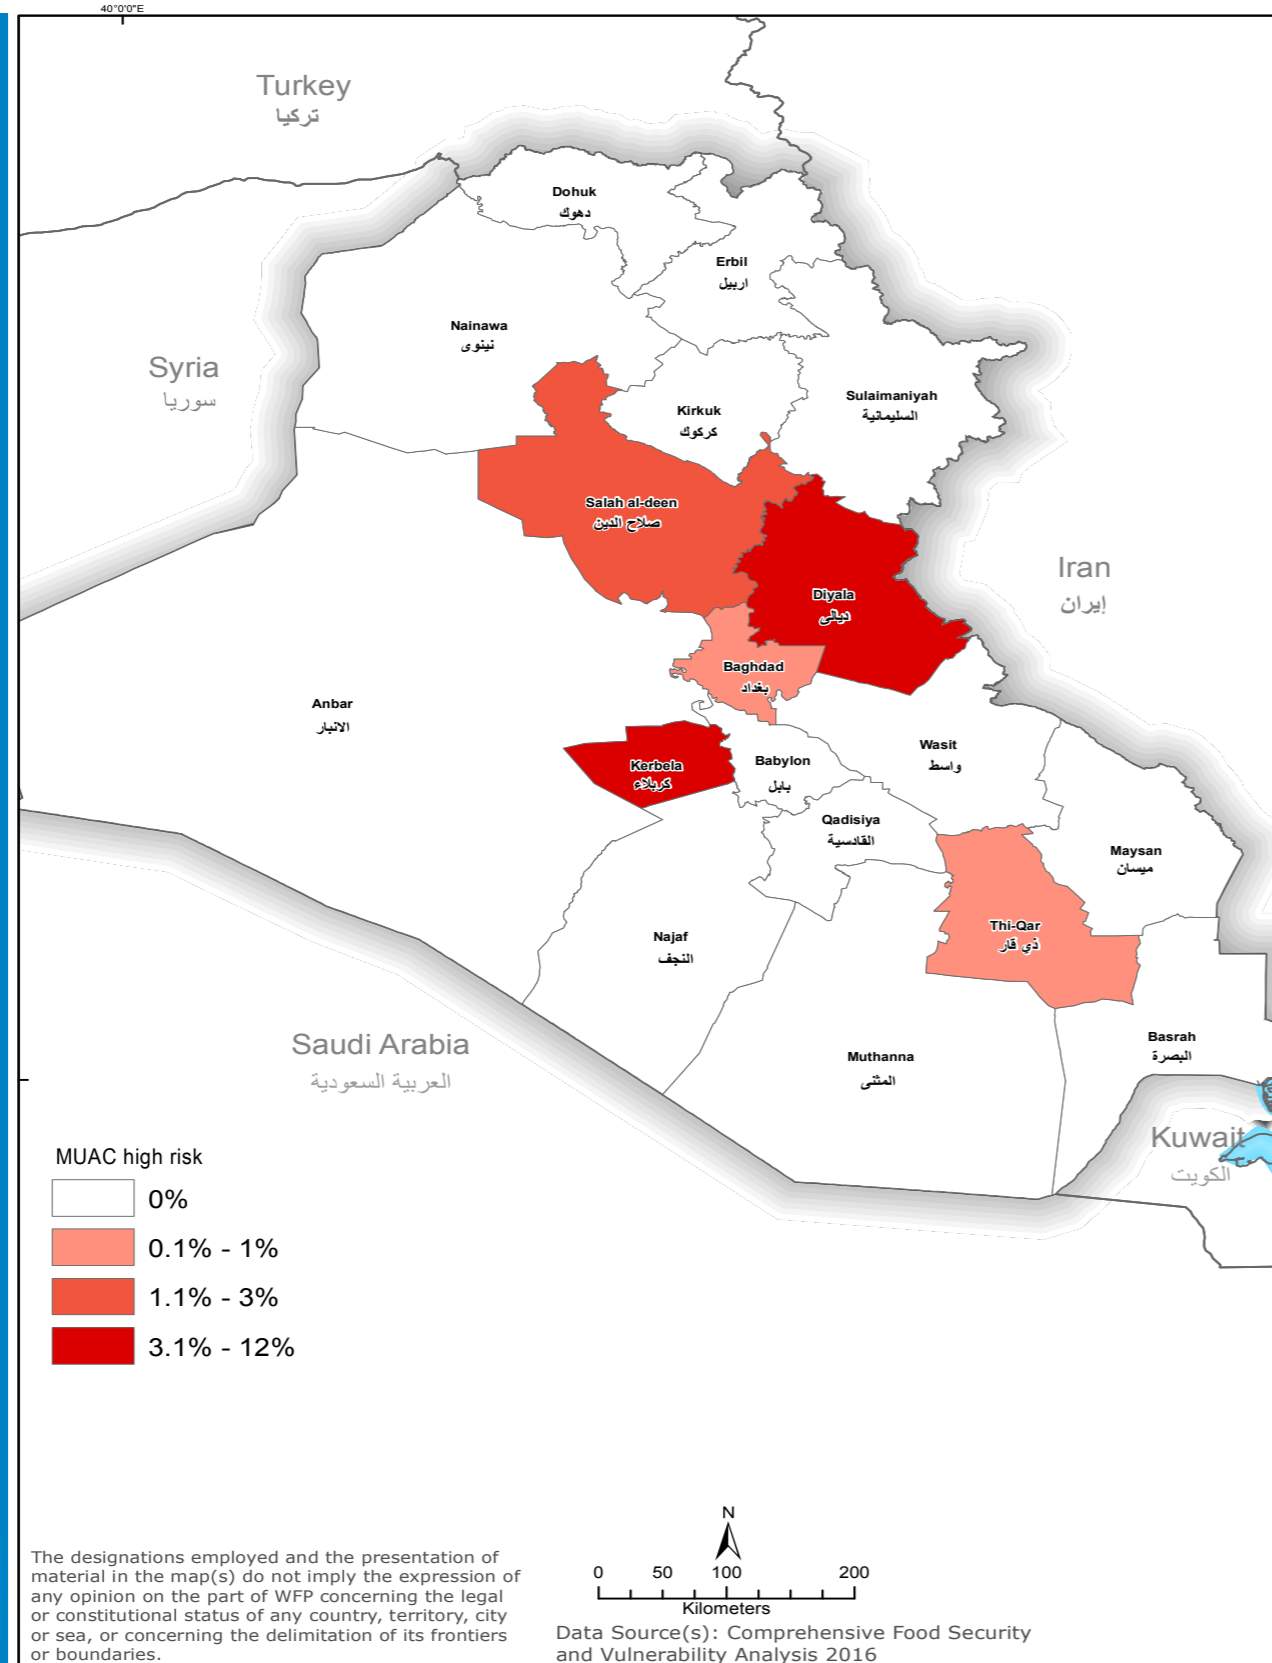 40°0'0"E
Turkey
تركيا
Dohuk
دهوك
Erbil
اربيل
Nainawa
نينوى
Syria
سوريا
Kirkuk
كركوك
Sulaimaniyah
السليمانية
Salah al-deen
صلاح الدين
Iran
إيران
Diyala
ديالى
Baghdad
بغداد
Anbar
الانبار
Wasit
واسط
Kerbela
كربلاء
Babylon
بابل
Qadisiya
القادسية
Maysan
ميسان
Najaf
النجف
Thi-Qar
ذي قار
Saudi Arabia
العربية السعودية
Muthanna
المثنى
Basrah
البصرة
Kuwait
الكويت
MUAC high risk
0%
0.1% - 1%
1.1% - 3%
3.1% - 12%
N
0 50 100 200
Kilometers
The designations employed and the presentation of
material in the map(s) do not imply the expression of
any opinion on the part of WFP concerning the legal
or constitutional status of any country, territory, city
or sea, or concerning the delimitation of its frontiers
or boundaries.
Data Source(s): Comprehensive Food Security
and Vulnerability Analysis 2016